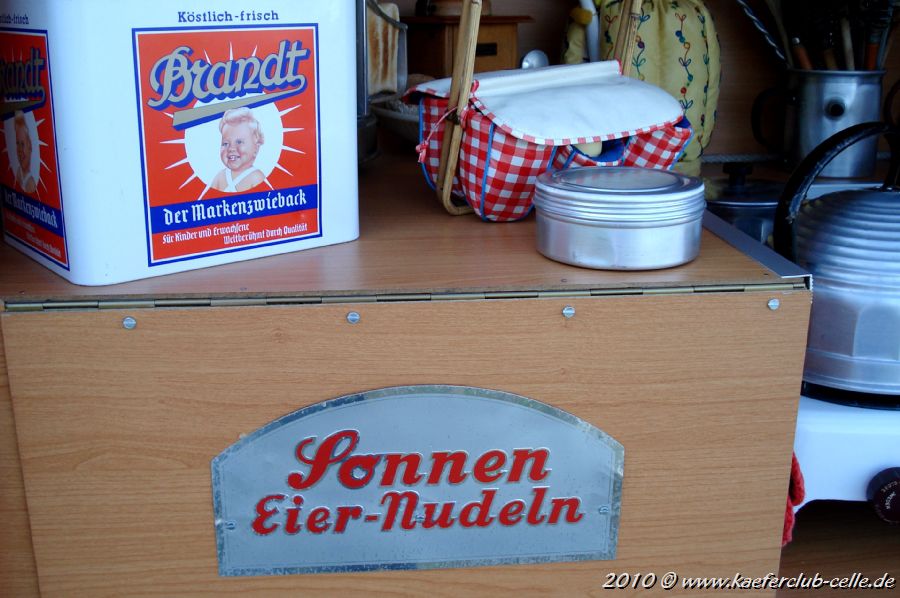 Köstlich-frisch
Brandt
der Markenzwieback
Für Kinder und Erwachsene
Weltberühmt durch Qualität
Sonnen
Eier-Nudeln
2010 © www.kaeferclub-celle.de